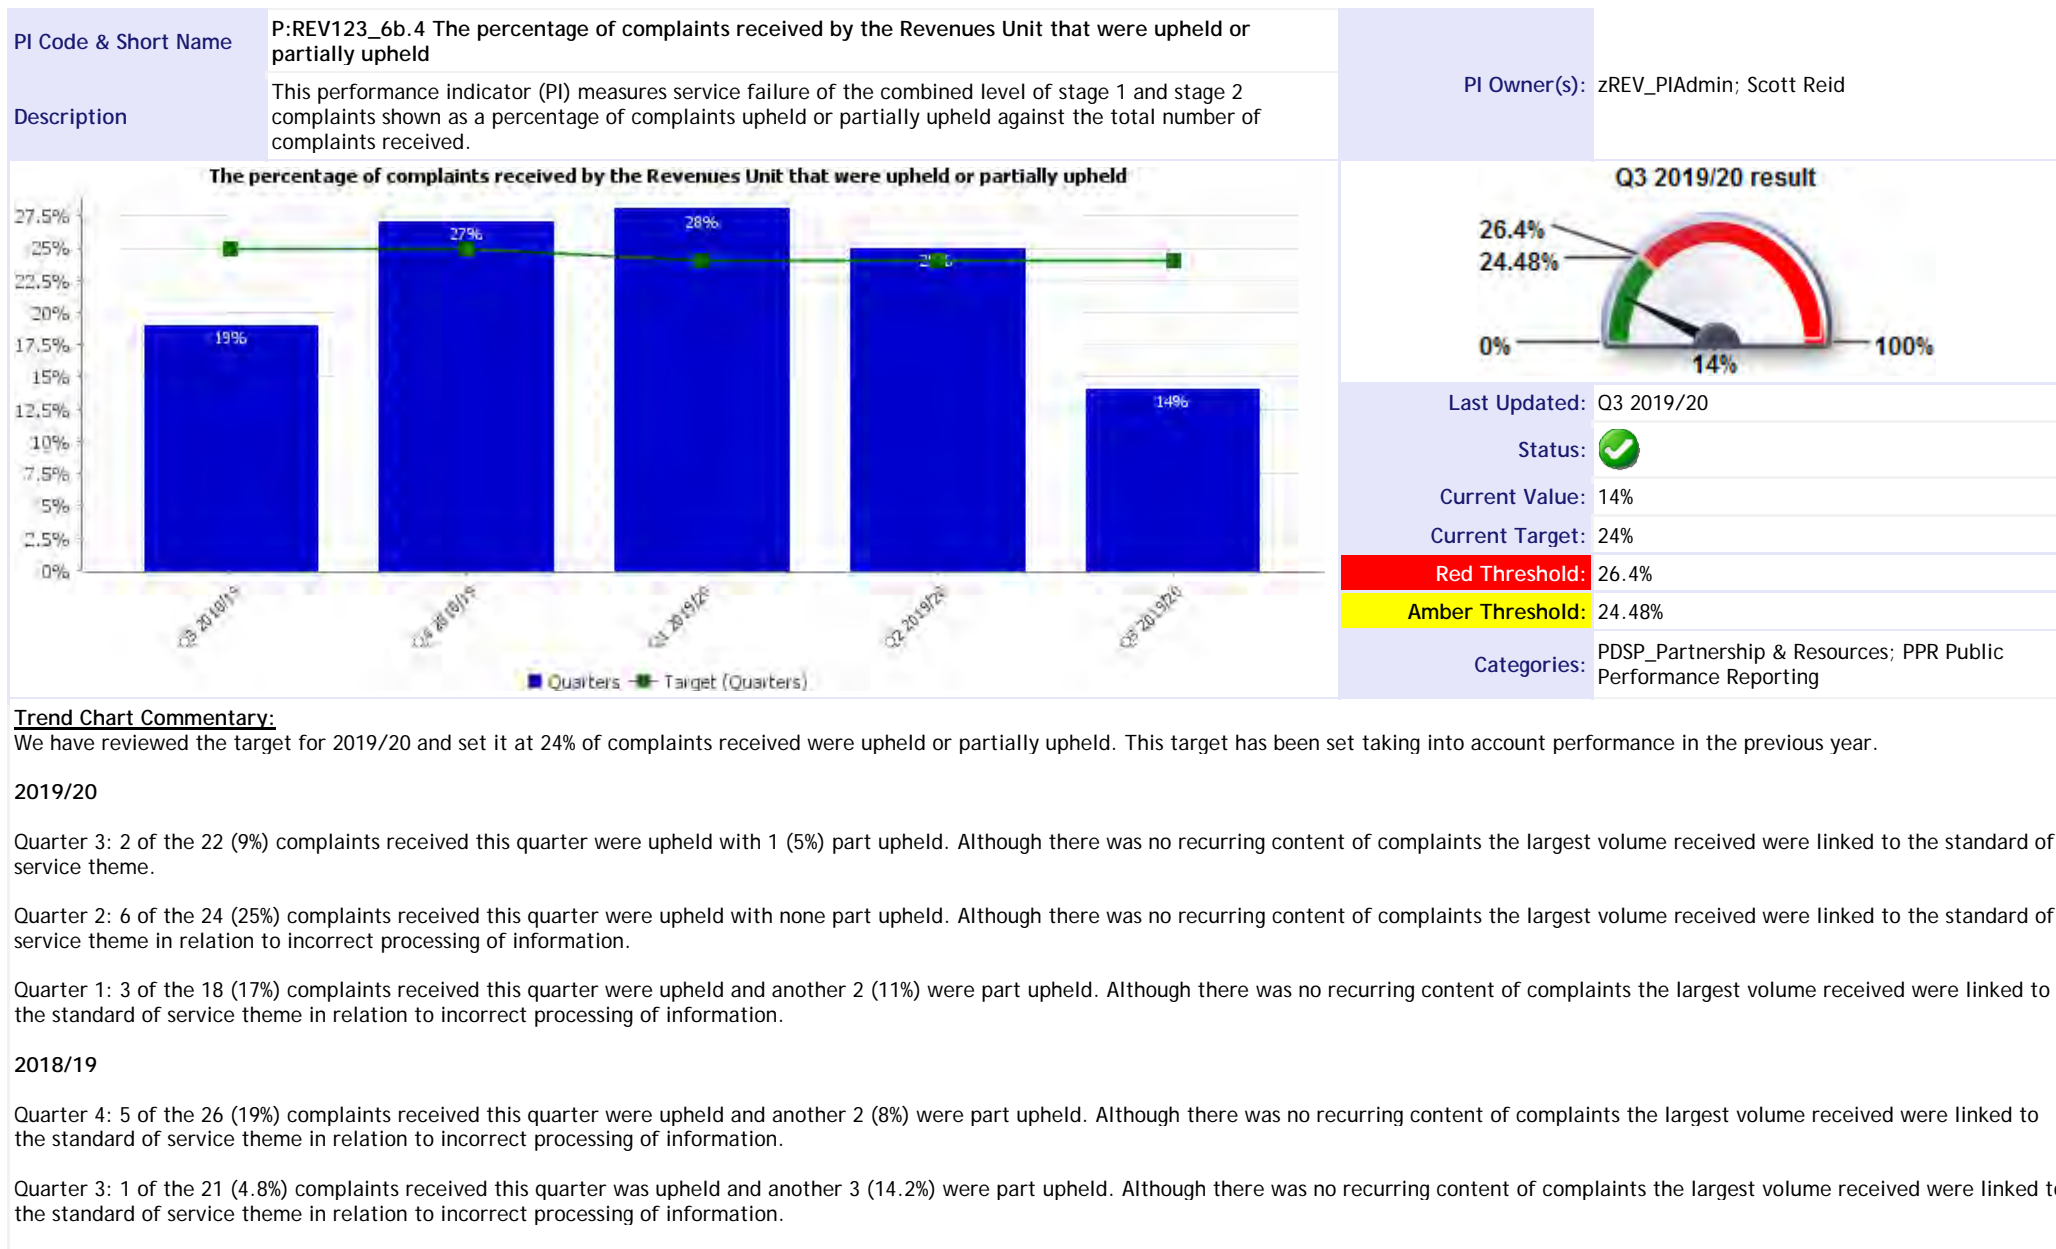 PI Code & Short Name
P:REV123_6b.4 The percentage of complaints received by the Revenues Unit that were upheld or
partially upheld
Description
This performance indicator (PI) measures service failure of the combined level of stage 1 and stage 2
complaints shown as a percentage of complaints upheld or partially upheld against the total number of
complaints received.
PI Owner(s): zREV_PIAdmin; Scott Reid
The percentage of complaints received by the Revenues Unit that were upheld or partially upheld
27.5%
25%
22.5%
20%
17.5%
15%
12.5%
10%
7.5%
5%
2.5%
0%
19%
27%
28%
14%
Q3 2018/19
Q4 2018/19
Q1 2019/20
Q2 2019/20
Q3 2019/20
Quarters
Target (Quarters)
Q3 2019/20 result
26.4%
24.48%
0%
100%
14%
Last Updated: Q3 2019/20
Status:
Current Value: 14%
Current Target: 24%
Red Threshold: 26.4%
Amber Threshold: 24.48%
Categories: PDSP_Partnership & Resources; PPR Public
Performance Reporting
Trend Chart Commentary:
We have reviewed the target for 2019/20 and set it at 24% of complaints received were upheld or partially upheld. This target has been set taking into account performance in the previous year.
2019/20
Quarter 3: 2 of the 22 (9%) complaints received this quarter were upheld with 1 (5%) part upheld. Although there was no recurring content of complaints the largest volume received were linked to the standard of
service theme.
Quarter 2: 6 of the 24 (25%) complaints received this quarter were upheld with none part upheld. Although there was no recurring content of complaints the largest volume received were linked to the standard of
service theme in relation to incorrect processing of information.
Quarter 1: 3 of the 18 (17%) complaints received this quarter were upheld and another 2 (11%) were part upheld. Although there was no recurring content of complaints the largest volume received were linked to
the standard of service theme in relation to incorrect processing of information.
2018/19
Quarter 4: 5 of the 26 (19%) complaints received this quarter were upheld and another 2 (8%) were part upheld. Although there was no recurring content of complaints the largest volume received were linked to
the standard of service theme in relation to incorrect processing of information.
Quarter 3: 1 of the 21 (4.8%) complaints received this quarter was upheld and another 3 (14.2%) were part upheld. Although there was no recurring content of complaints the largest volume received were linked to
the standard of service theme in relation to incorrect processing of information.